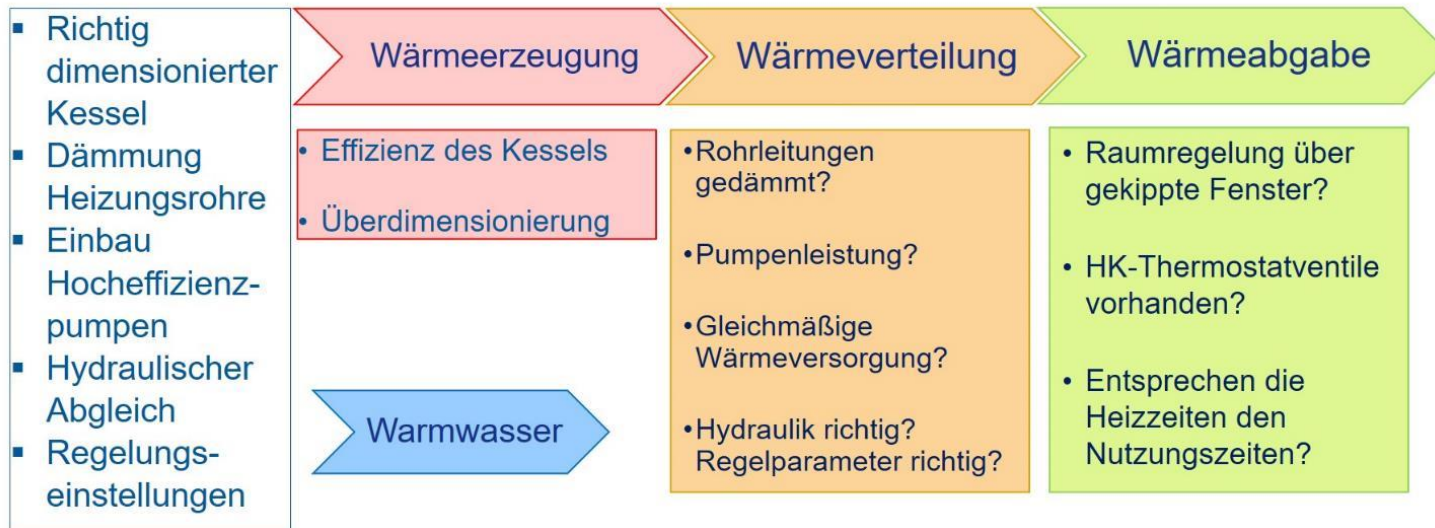 ▪ Richtig
dimensionierter
Kessel
▪ Dämmung
Heizungsrohre
▪ Einbau
Hocheffizienz-
pumpen
▪ Hydraulischer
Abgleich
▪ Regelungs-
einstellungen
Wärmeerzeugung
• Effizienz des Kessels
• Überdimensionierung
Warmwasser
Wärmeverteilung
•Rohrleitungen
gedämmt?
•Pumpenleistung?
•Gleichmäßige
Wärmeversorgung?
•Hydraulik richtig?
Regelparameter richtig?
Wärmeabgabe
• Raumregelung über
gekippte Fenster?
• HK-Thermostatventile
vorhanden?
• Entsprechen die
Heizzeiten den
Nutzungszeiten?